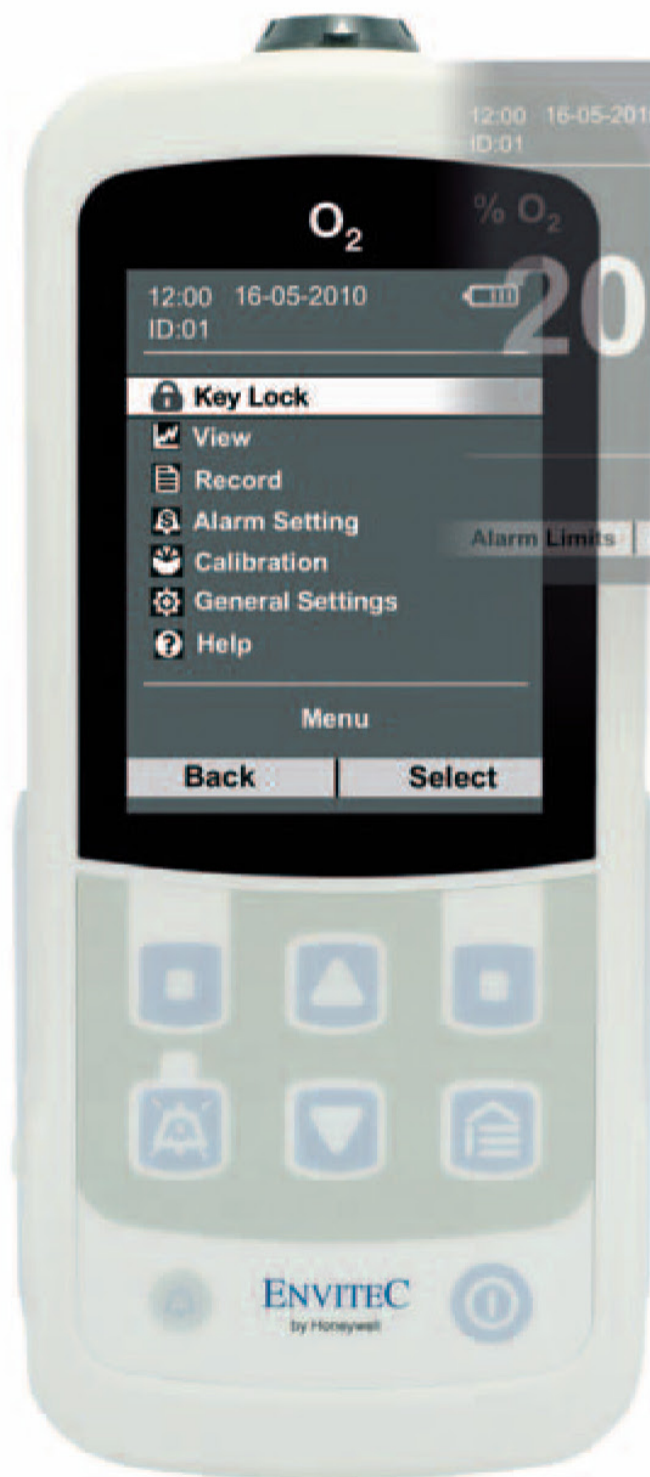 12:00 16-05-201
ID:01
% O2
20
Alarm Limits
O2
12:00 16-05-2010
ID:01
Key Lock
View
Record
Alarm Setting
Calibration
General Settings
Help
Menu
Back Select
ENVITEC
by Honeywell